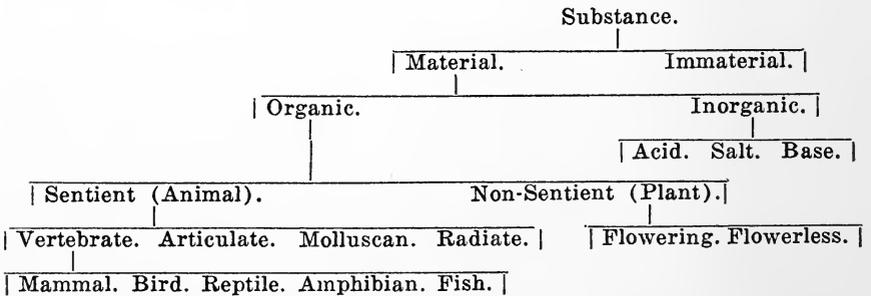 Substance.
Material. Immaterial.
Organic. Inorganic.
Acid. Salt. Base.
Sentient (Animal). Non-Sentient (Plant).
Vertebrate. Articulate. Molluscan. Radiate. Flowering. Flowerless.
Mammal. Bird. Reptile. Amphibian. Fish.